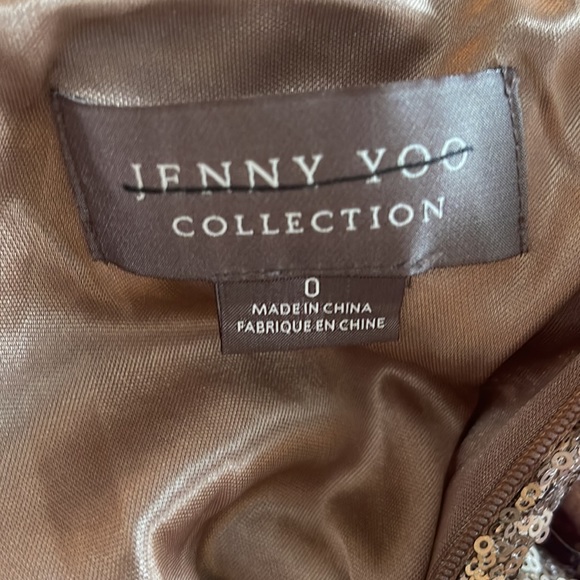 JENNY YOO
COLLECTION
0
MADE IN CHINA
FABRIQUE EN CHINE